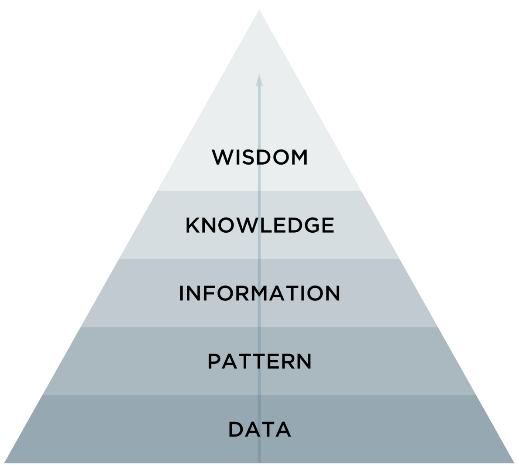 WISDOM
KNOWLEDGE
INFORMATION
PATTERN
DATA